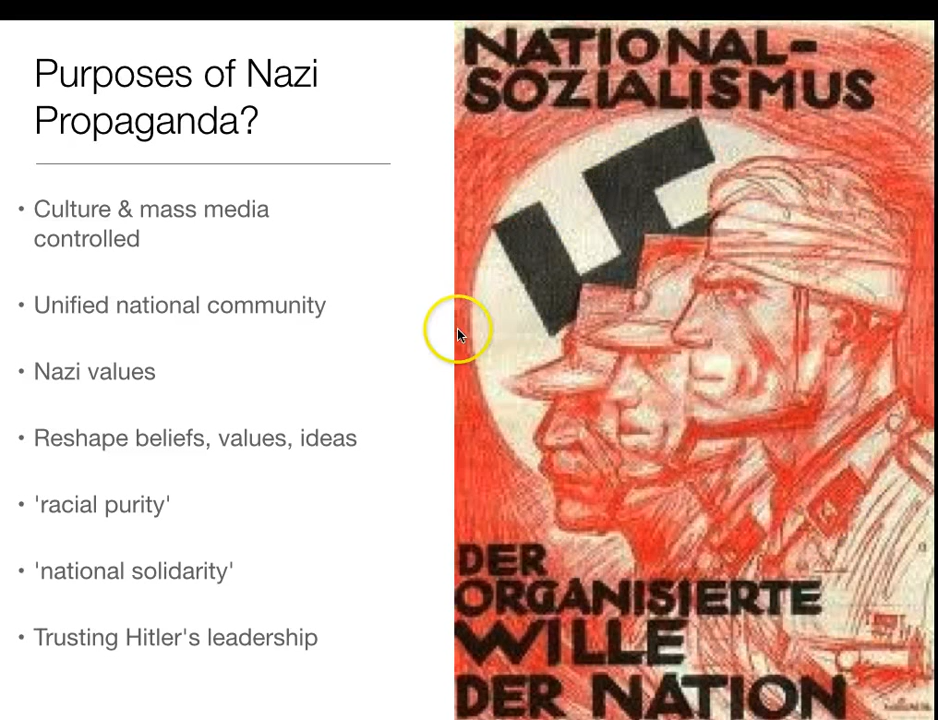 Purposes of Nazi
Propaganda?
• Culture & mass media
controlled
• Unified national community
• Nazi values
• Reshape beliefs, values, ideas
• 'racial purity'
• 'national solidarity'
• Trusting Hitler's leadership
NATIONAL-
SOZIALISMUS
DER
ORGANISIERTE
WILLE
DER NATION